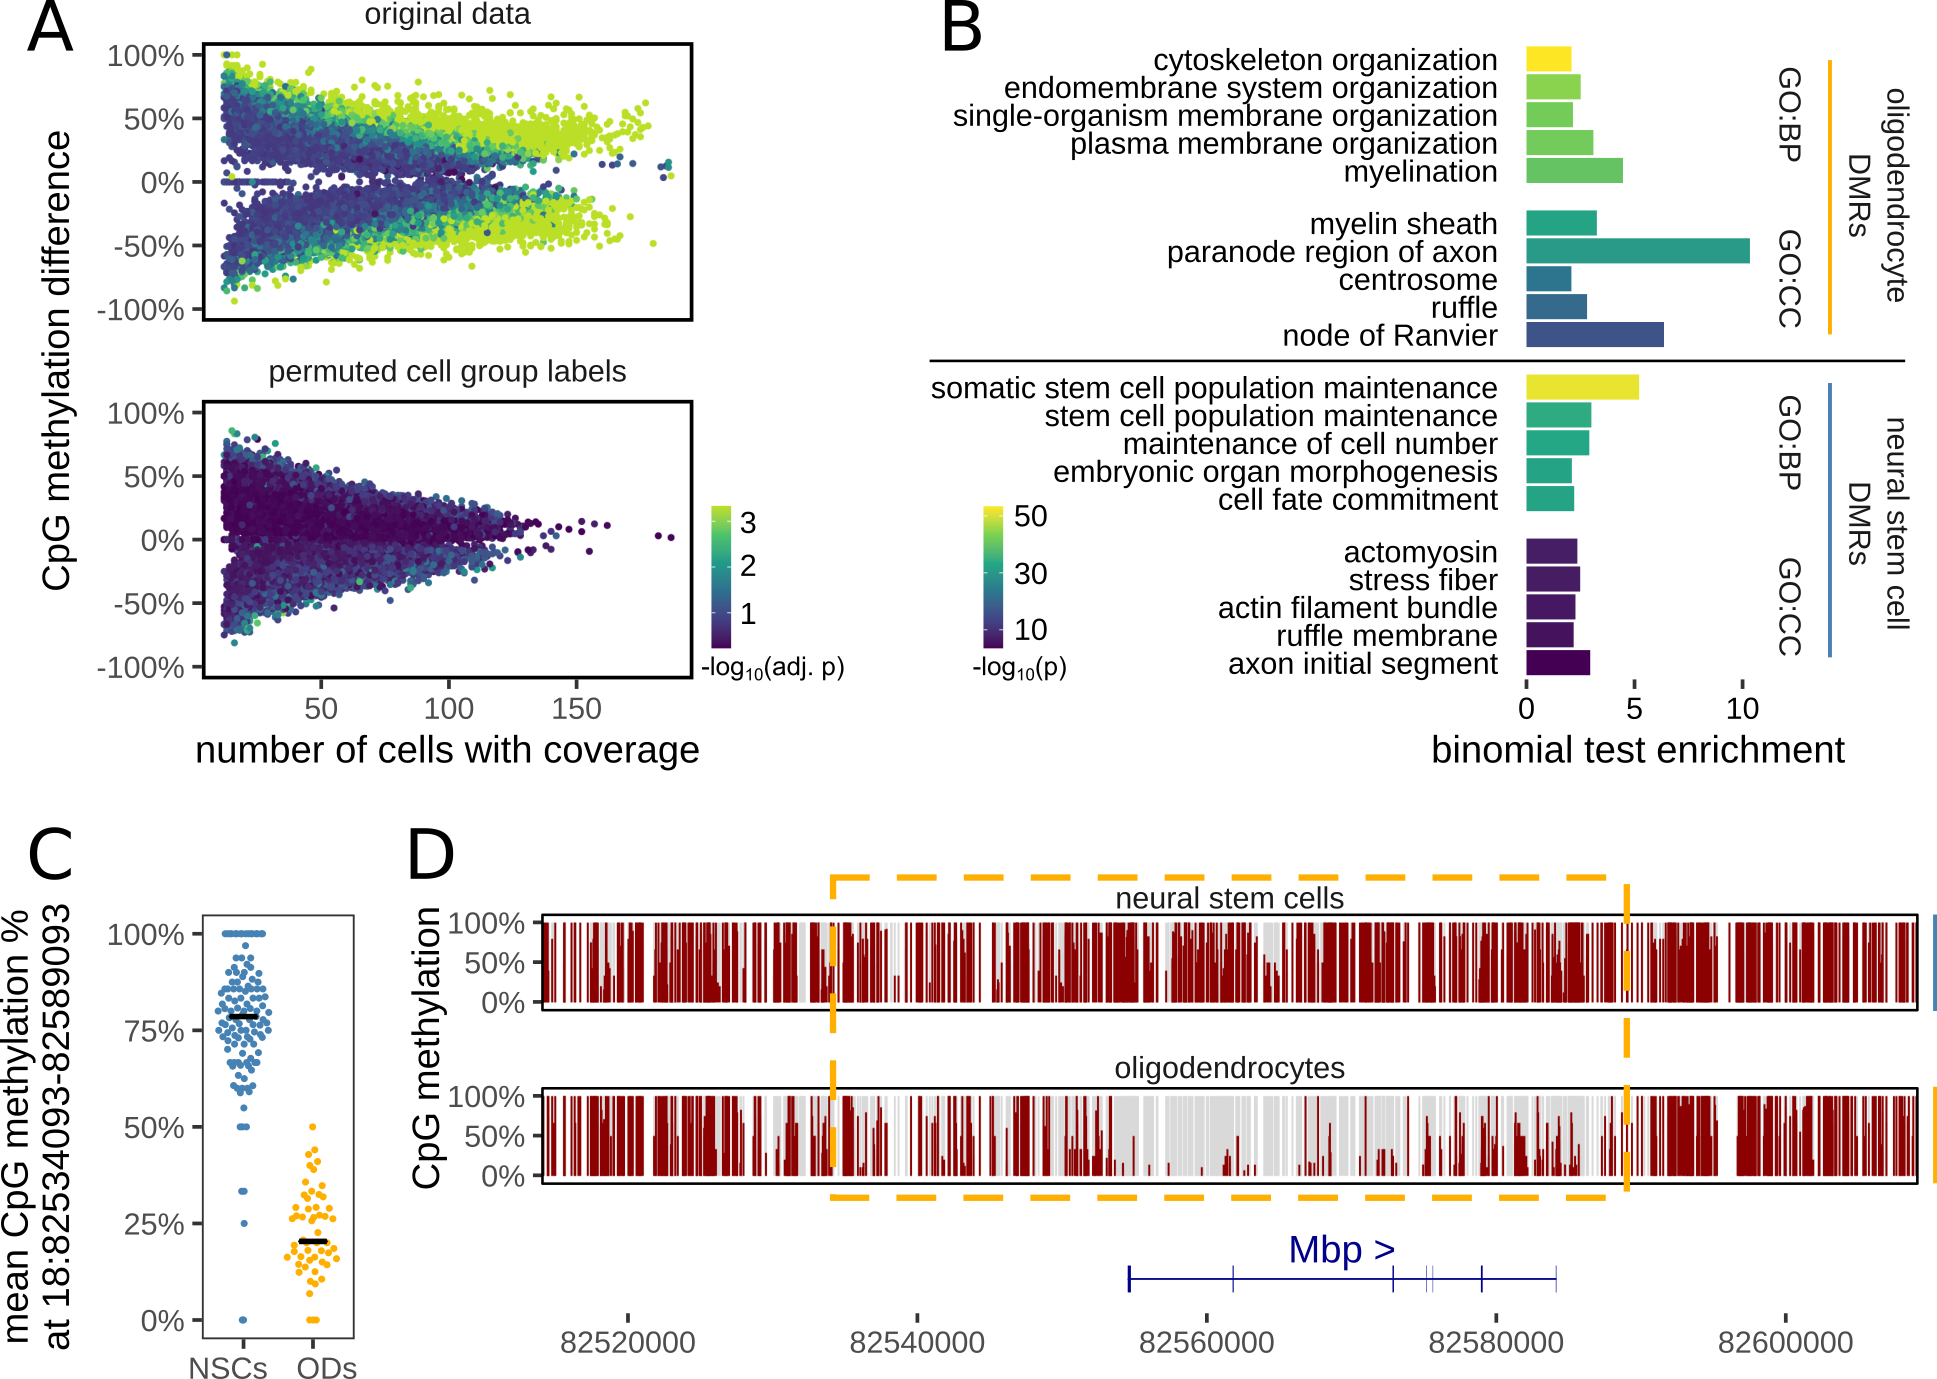 A
original data
100%
50%
0%
-50%
-100%
permuted cell group labels
100%
50%
0%
-50%
-100%
50
100
150
number of cells with coverage
CpG methylation difference
3
2
1
-log10(adj. p)
B
cytoskeleton organization
endomembrane system organization
single-organism membrane organization
plasma membrane organization
myelination
GO:BP
myelin sheath
paranode region of axon
centrosome
ruffle
node of Ranvier
GO:CC
oligodendrocyte
DMRs
somatic stem cell population maintenance
stem cell population maintenance
maintenance of cell number
embryonic organ morphogenesis
cell fate commitment
GO:BP
actomyosin
stress fiber
actin filament bundle
ruffle membrane
axon initial segment
GO:CC
neural stem cell
DMRs
50
30
10
-log10(p)
0
5
10
binomial test enrichment
C
mean CpG methylation %
at 18:82534093-82589093
100%
75%
50%
25%
0%
NSCs
ODs
D
CpG methylation
neural stem cells
100%
50%
0%
oligodendrocytes
100%
50%
0%
Mbp >
82520000
82540000
82560000
82580000
82600000